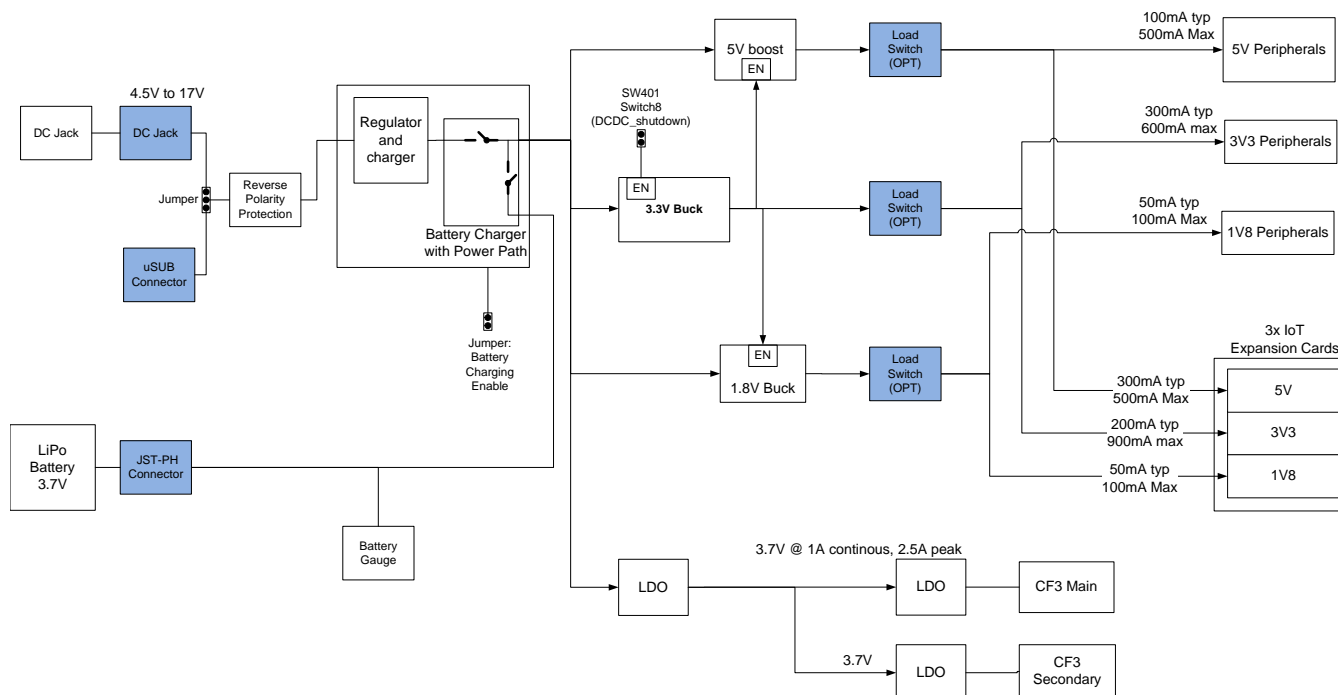 100mA typ
500mA Max
5V boost
EN
Load
Switch
(OPT)
5V Peripherals
4.5V to 17V
DC Jack
DC Jack
SW401
Switch8
(DCDC_shutdown)
Regulator
and
charger
300mA typ
600mA max
3V3 Peripherals
Jumper
Reverse
Polarity
Protection
EN
3.3V Buck
Load
Switch
(OPT)
50mA typ
100mA Max
1V8 Peripherals
Battery Charger
with Power Path
uSUB
Connector
Jumper:
Battery
Charging
Enable
EN
1.8V Buck
Load
Switch
(OPT)
3x IoT
Expansion Cards
300mA typ
500mA Max
5V
200mA typ
900mA max
3V3
50mA typ
100mA Max
1V8
LiPo
Battery
3.7V
JST-PH
Connector
Battery
Gauge
3.7V @ 1A continous, 2.5A peak
LDO
LDO
CF3 Main
3.7V
LDO
CF3
Secondary